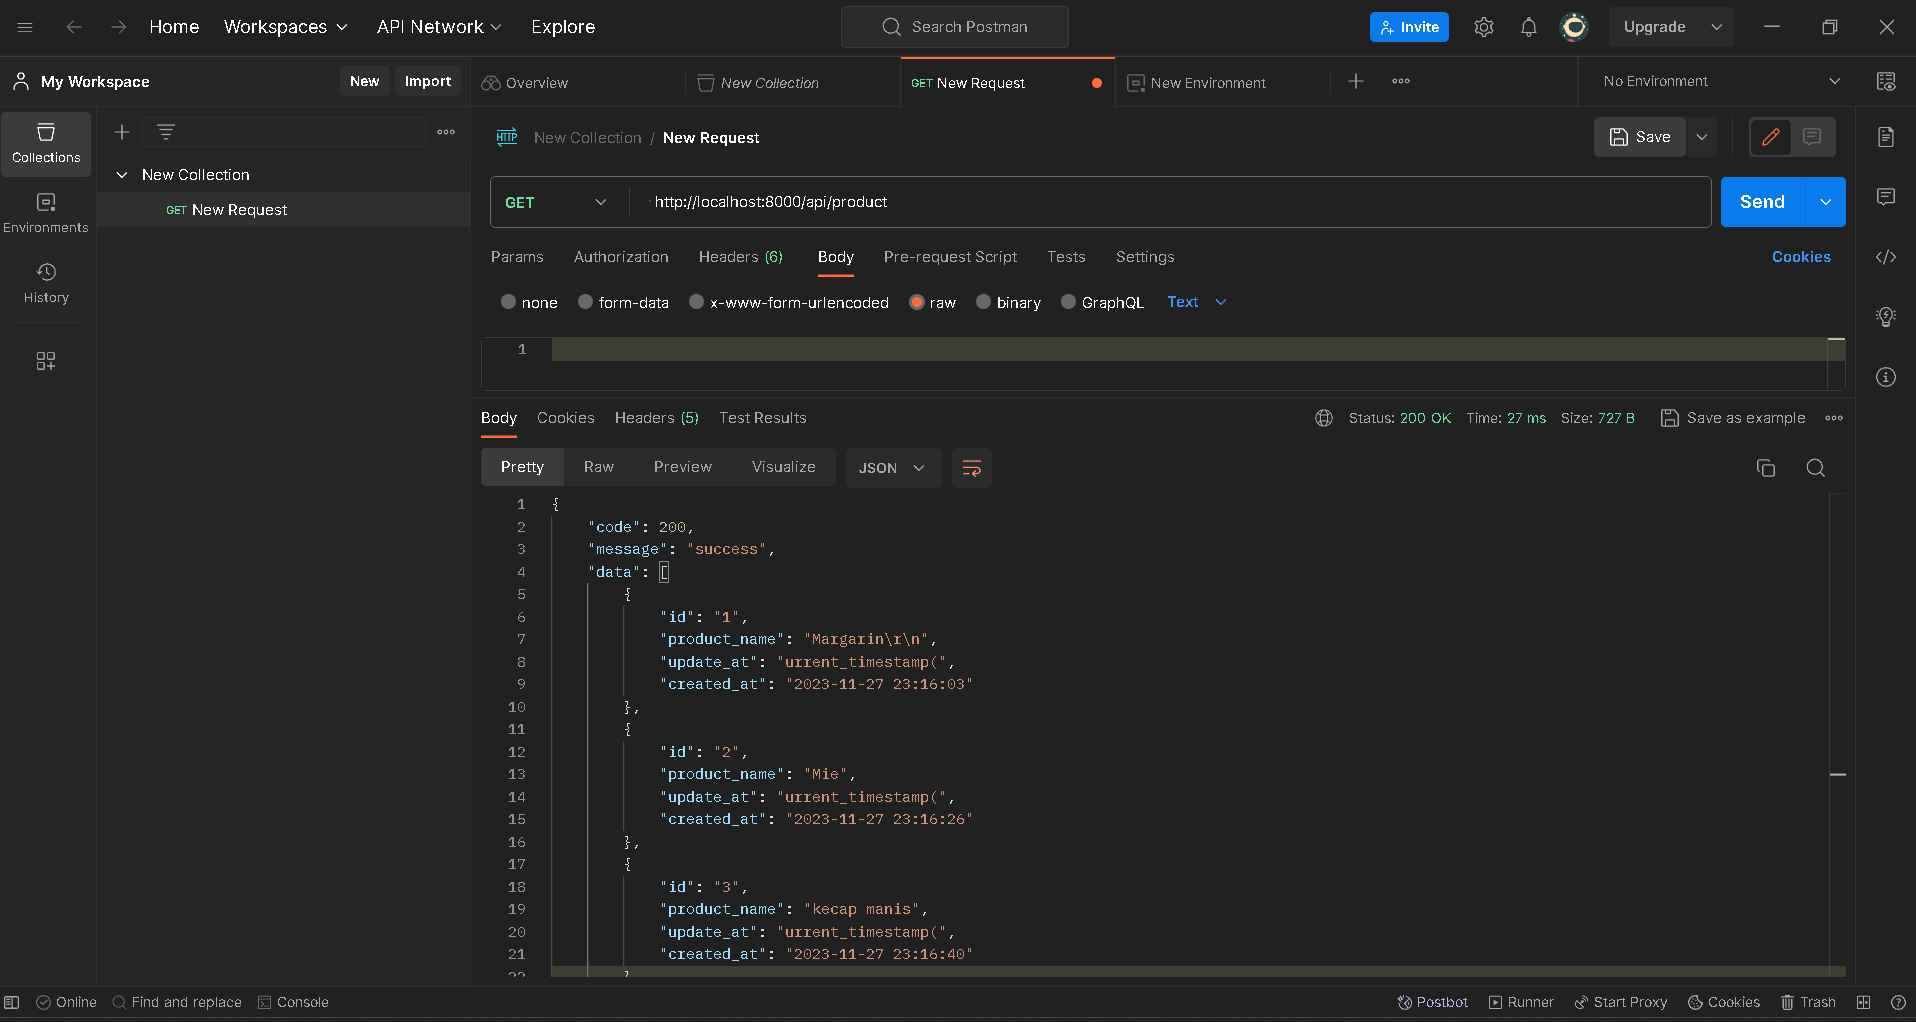 Home Workspaces API Network Explore Search Postman Invite Upgrade
My Workspace New Import Overview New Collection GET New Request New Environment No Environment
Collections
Environments
History
New Collection
GET New Request
HTTP New Collection / New Request Save
GET http://localhost:8000/api/product Send
Params Authorization Headers (6) Body Pre-request Script Tests Settings Cookies
none form-data x-www-form-urlencoded raw binary GraphQL Text
1
Body Cookies Headers (5) Test Results Status: 200 OK Time: 27 ms Size: 727 B Save as example
Pretty Raw Preview Visualize JSON
1 {
2 "code": 200,
3 "message": "success",
4 "data": [
5 {
6 "id": "1",
7 "product_name": "Margarin\r\n",
8 "update_at": "urrent_timestamp(",
9 "created_at": "2023-11-27 23:16:03"
10 },
11 {
12 "id": "2",
13 "product_name": "Mie",
14 "update_at": "urrent_timestamp(",
15 "created_at": "2023-11-27 23:16:26"
16 },
17 {
18 "id": "3",
19 "product_name": "kecap manis",
20 "update_at": "urrent_timestamp(",
21 "created_at": "2023-11-27 23:16:40"
22 }
Online Find and replace Console Postbot Runner Start Proxy Cookies Trash